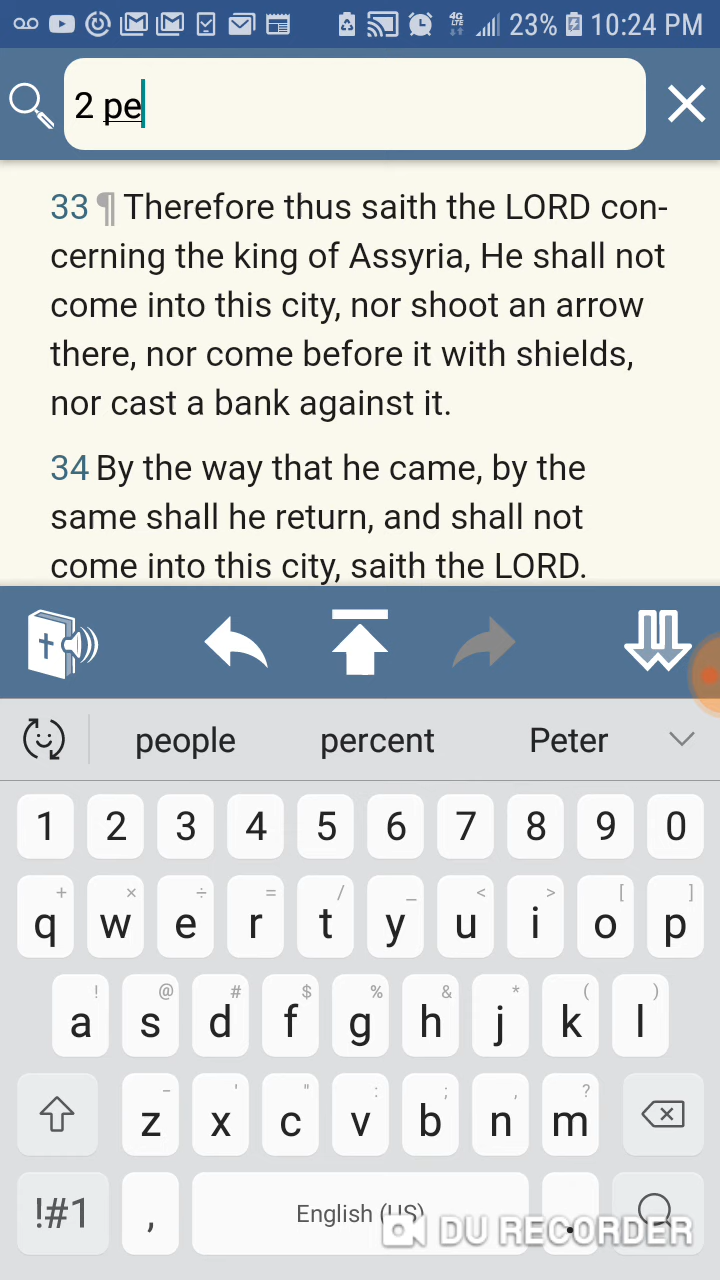 4G
23% 10:24 PM
2 pe
33 ¶ Therefore thus saith the LORD con-
cerning the king of Assyria, He shall not
come into this city, nor shoot an arrow
there, nor come before it with shields,
nor cast a bank against it.
34 By the way that he came, by the
same shall he return, and shall not
come into this city, saith the LORD.
people percent Peter
1 2 3 4 5 6 7 8 9 0
+ × ÷ = / _ < > [ ]
q w e r t y u i o p
! @ # $ % & * ( )
a s d f g h j k l
- ' " : ; , ?
z x c v b n m
!#1 , English (US) .
DU RECORDER